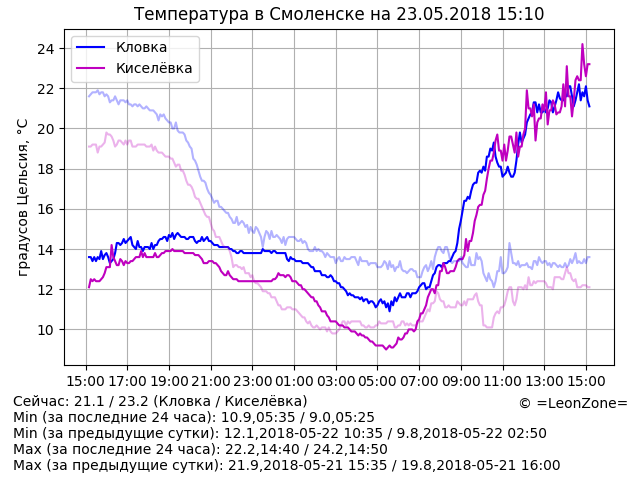 Температура в Смоленске на 23.05.2018 15:10
Кловка
Киселёвка
градусов Цельсия, °C
24
22
20
18
16
14
12
10
15:00 17:00 19:00 21:00 23:00 01:00 03:00 05:00 07:00 09:00 11:00 13:00 15:00
Сейчас: 21.1 / 23.2 (Кловка / Киселёвка)
© =LeonZone=
Min (за последние 24 часа): 10.9,05:35 / 9.0,05:25
Min (за предыдущие сутки): 12.1,2018-05-22 10:35 / 9.8,2018-05-22 02:50
Max (за последние 24 часа): 22.2,14:40 / 24.2,14:50
Max (за предыдущие сутки): 21.9,2018-05-21 15:35 / 19.8,2018-05-21 16:00